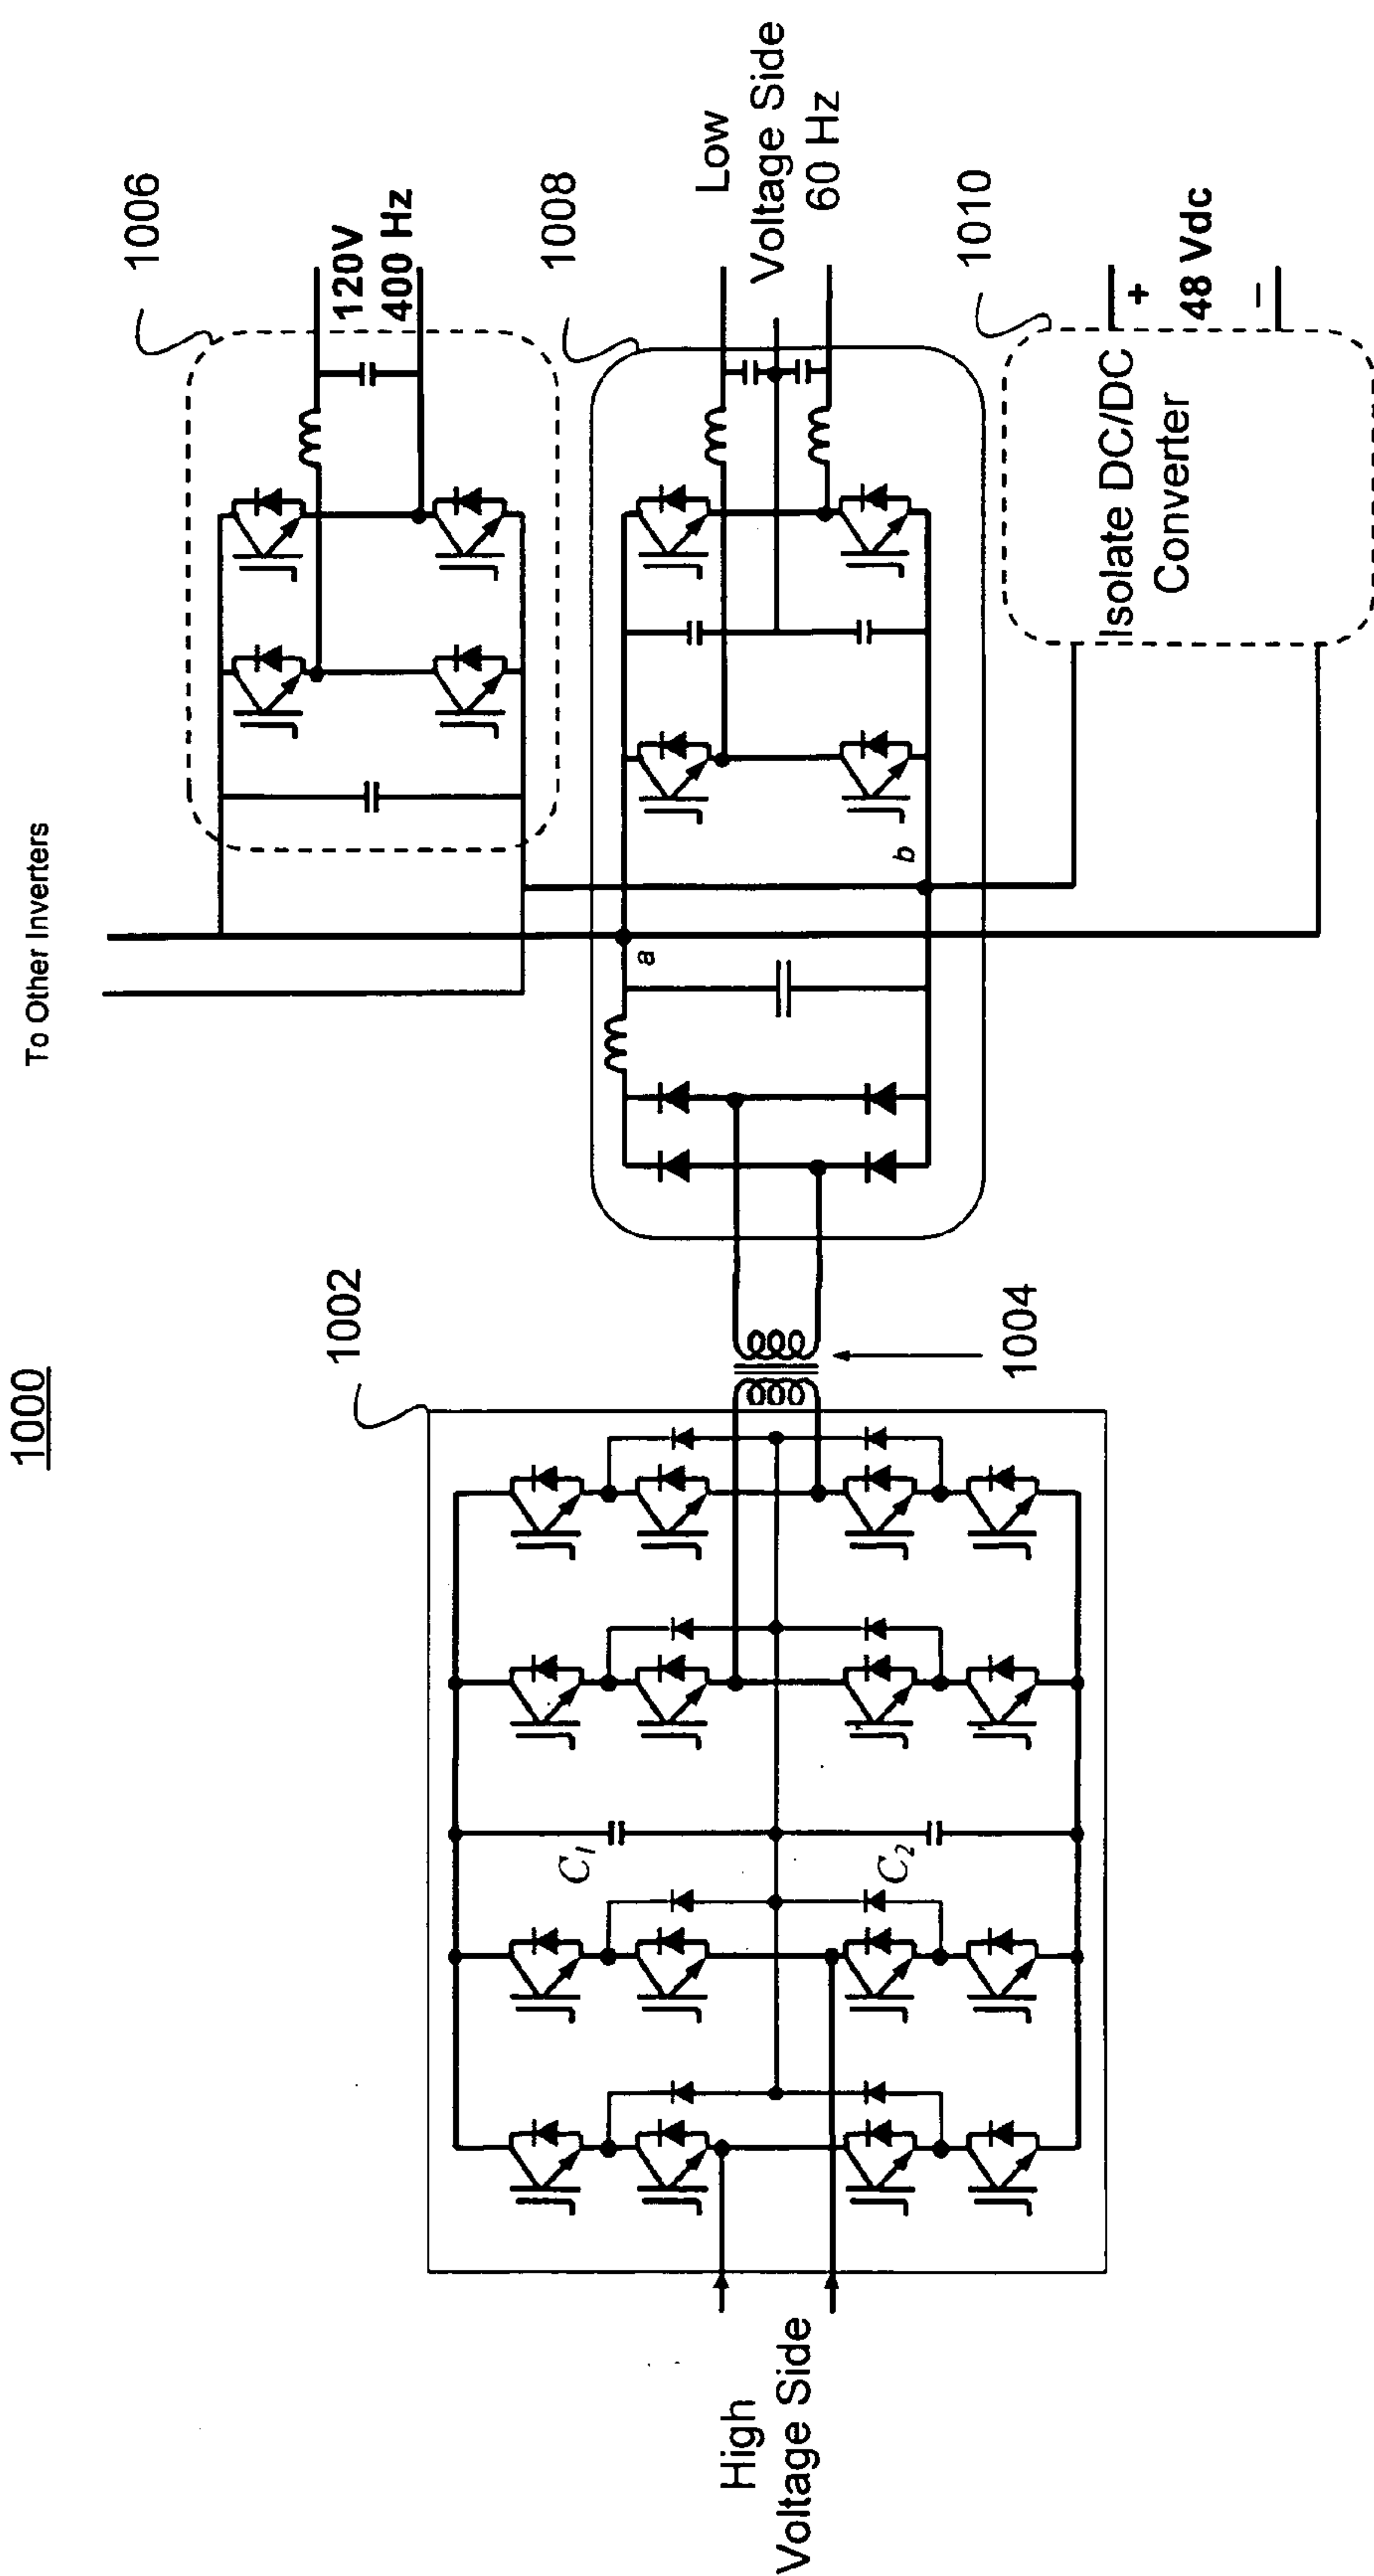 1000
To Other Inverters
1002
1004
1006
1008
1010
120V
400 Hz
Low
Voltage Side
60 Hz
+
48 Vdc
–
Isolate DC/DC
Converter
a
b
C₁
C₂
High
Voltage Side